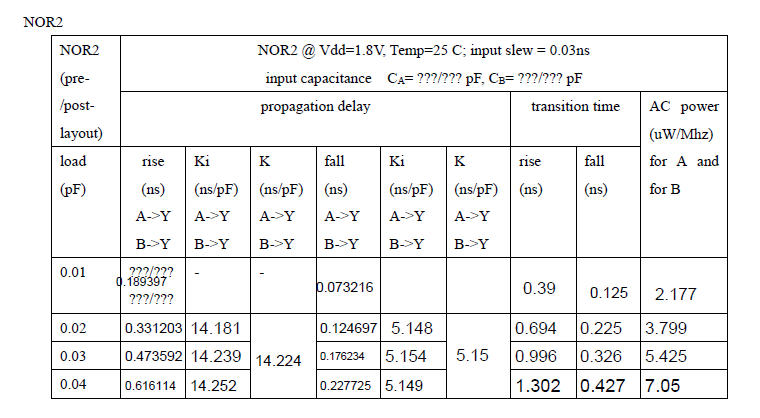 NOR2
NOR2 (pre-/post-layout)
NOR2 @ Vdd=1.8V, Temp=25 C; input slew = 0.03ns
input capacitance CA= ???/??? pF, CB= ???/??? pF
propagation delay
transition time
AC power (uW/Mhz) for A and for B
load (pF)
rise (ns) A->Y B->Y
Ki (ns/pF) A->Y B->Y
K (ns/pF) A->Y B->Y
fall (ns) A->Y B->Y
Ki (ns/pF) A->Y B->Y
K (ns/pF) A->Y B->Y
rise (ns)
fall (ns)
0.01 ???/??? - -
0.189397 0.073216 0.39 0.125 2.177
???/???
0.02 0.331203 14.181 0.124697 5.148 0.694 0.225 3.799
0.03 0.473592 14.239 14.224 0.176234 5.154 5.15 0.996 0.326 5.425
0.04 0.616114 14.252 0.227725 5.149 1.302 0.427 7.05